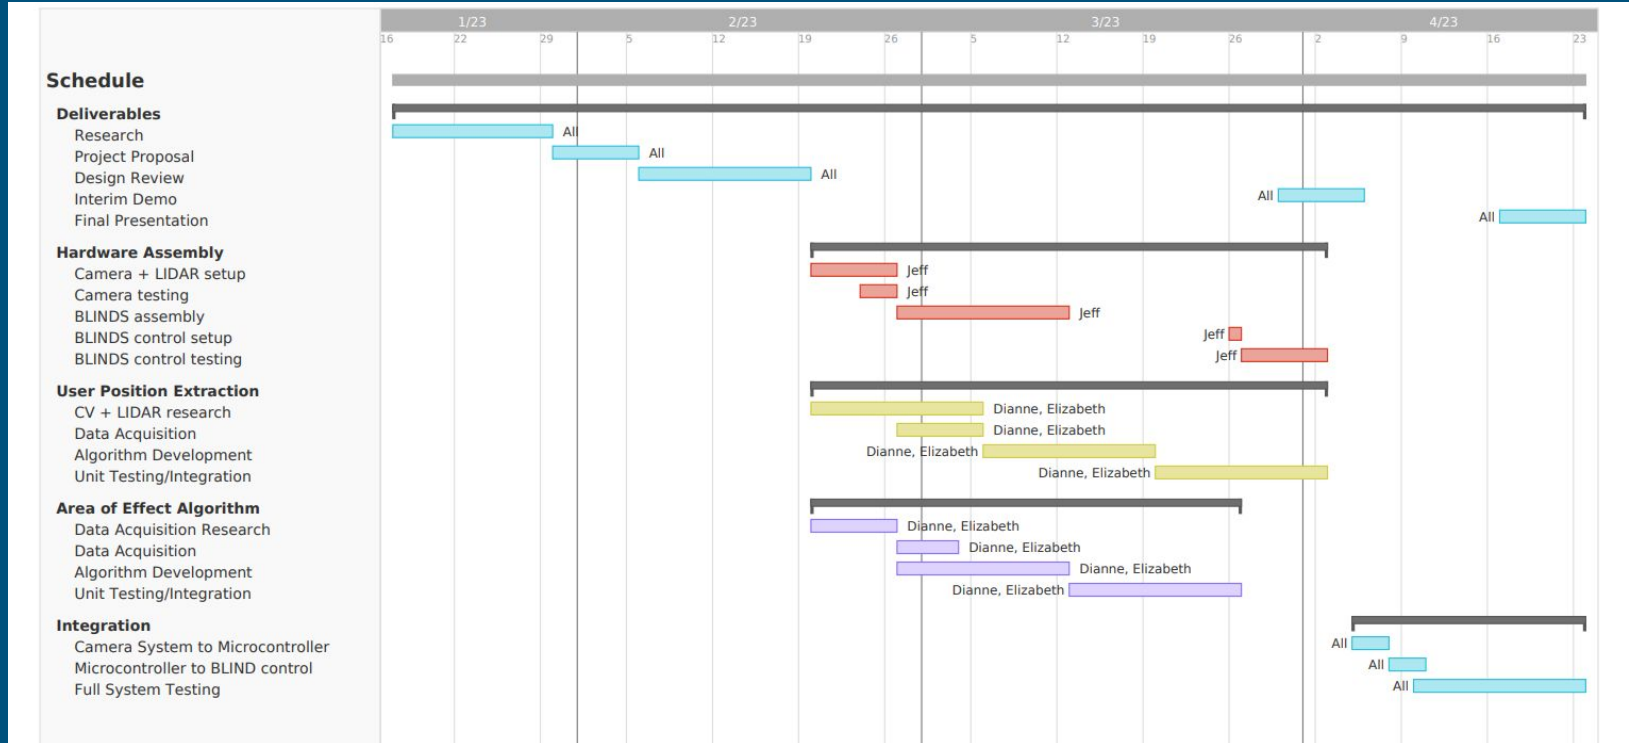 1/23 2/23 3/23 4/23
16 22 29 5 12 19 26 5 12 19 26 2 9 16 23
Schedule
Deliverables
Research All
Project Proposal All
Design Review All
Interim Demo All
Final Presentation All
Hardware Assembly
Camera + LIDAR setup Jeff
Camera testing Jeff
BLINDS assembly Jeff
BLINDS control setup Jeff
BLINDS control testing Jeff
User Position Extraction
CV + LIDAR research Dianne, Elizabeth
Data Acquisition Dianne, Elizabeth
Algorithm Development Dianne, Elizabeth
Unit Testing/Integration Dianne, Elizabeth
Area of Effect Algorithm
Data Acquisition Research Dianne, Elizabeth
Data Acquisition Dianne, Elizabeth
Algorithm Development Dianne, Elizabeth
Unit Testing/Integration Dianne, Elizabeth
Integration
Camera System to Microcontroller All
Microcontroller to BLIND control All
Full System Testing All